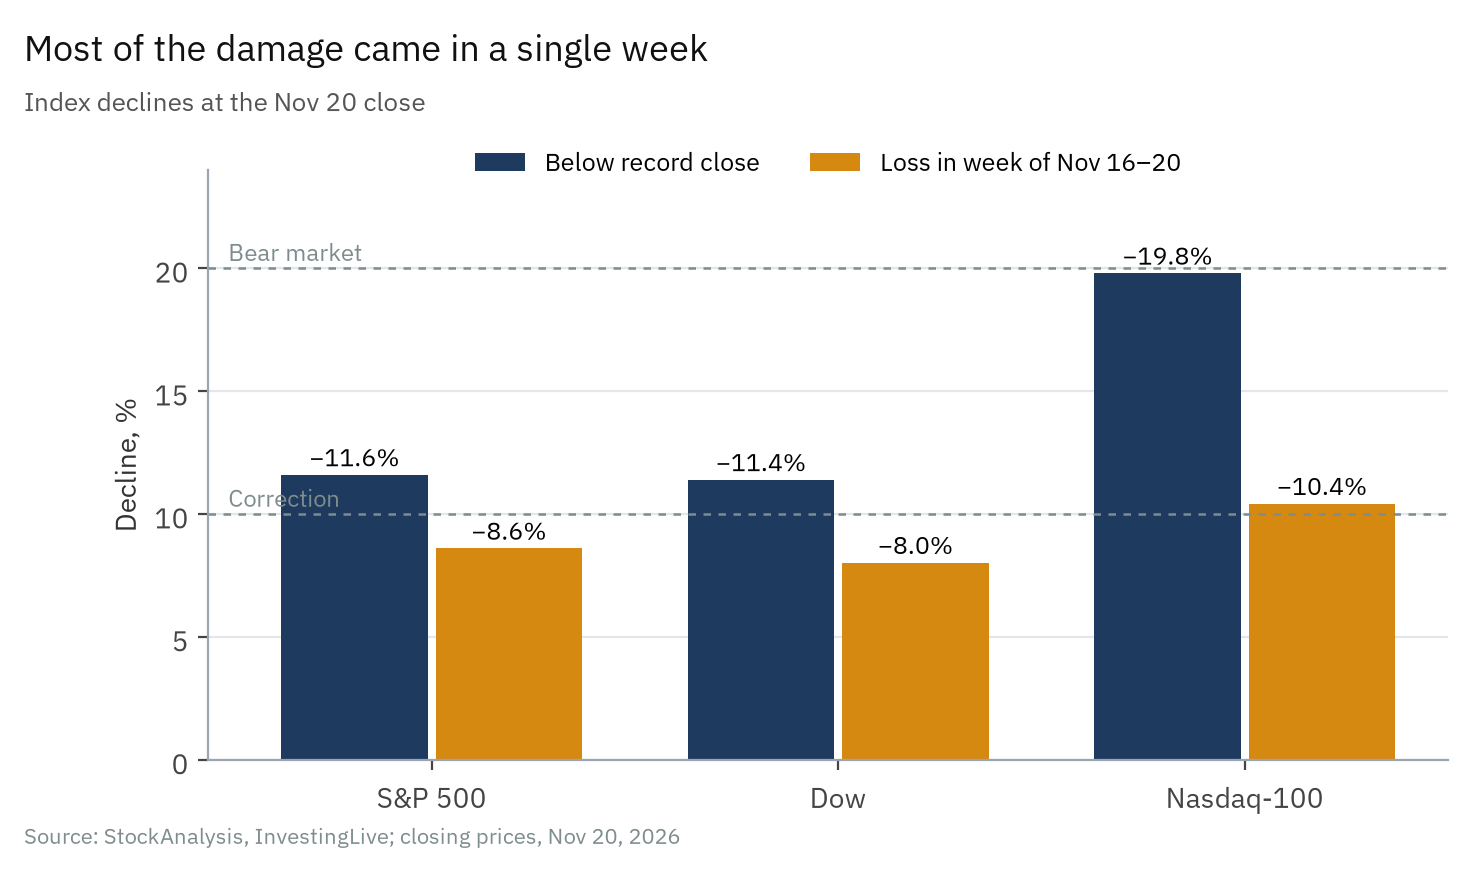 Most of the damage came in a single week
Index declines at the Nov 20 close
Below record close
Loss in week of Nov 16–20
Decline, %
20
15
10
5
0
Bear market
Correction
−11.6%
−8.6%
−11.4%
−8.0%
−19.8%
−10.4%
S&P 500
Dow
Nasdaq-100
Source: StockAnalysis, InvestingLive; closing prices, Nov 20, 2026